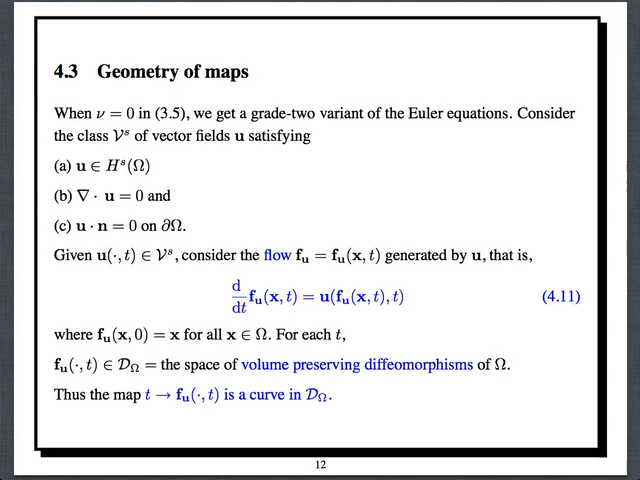 4.3 Geometry of maps
When ν = 0 in (3.5), we get a grade-two variant of the Euler equations. Consider
the class 𝒱ˢ of vector fields u satisfying
(a) u ∈ Hˢ(Ω)
(b) ∇ · u = 0 and
(c) u · n = 0 on ∂Ω.
Given u(·, t) ∈ 𝒱ˢ, consider the flow f_u = f_u(x, t) generated by u, that is,
d/dt f_u(x, t) = u(f_u(x, t), t) (4.11)
where f_u(x, 0) = x for all x ∈ Ω. For each t,
f_u(·, t) ∈ 𝒟_Ω = the space of volume preserving diffeomorphisms of Ω.
Thus the map t → f_u(·, t) is a curve in 𝒟_Ω.
12